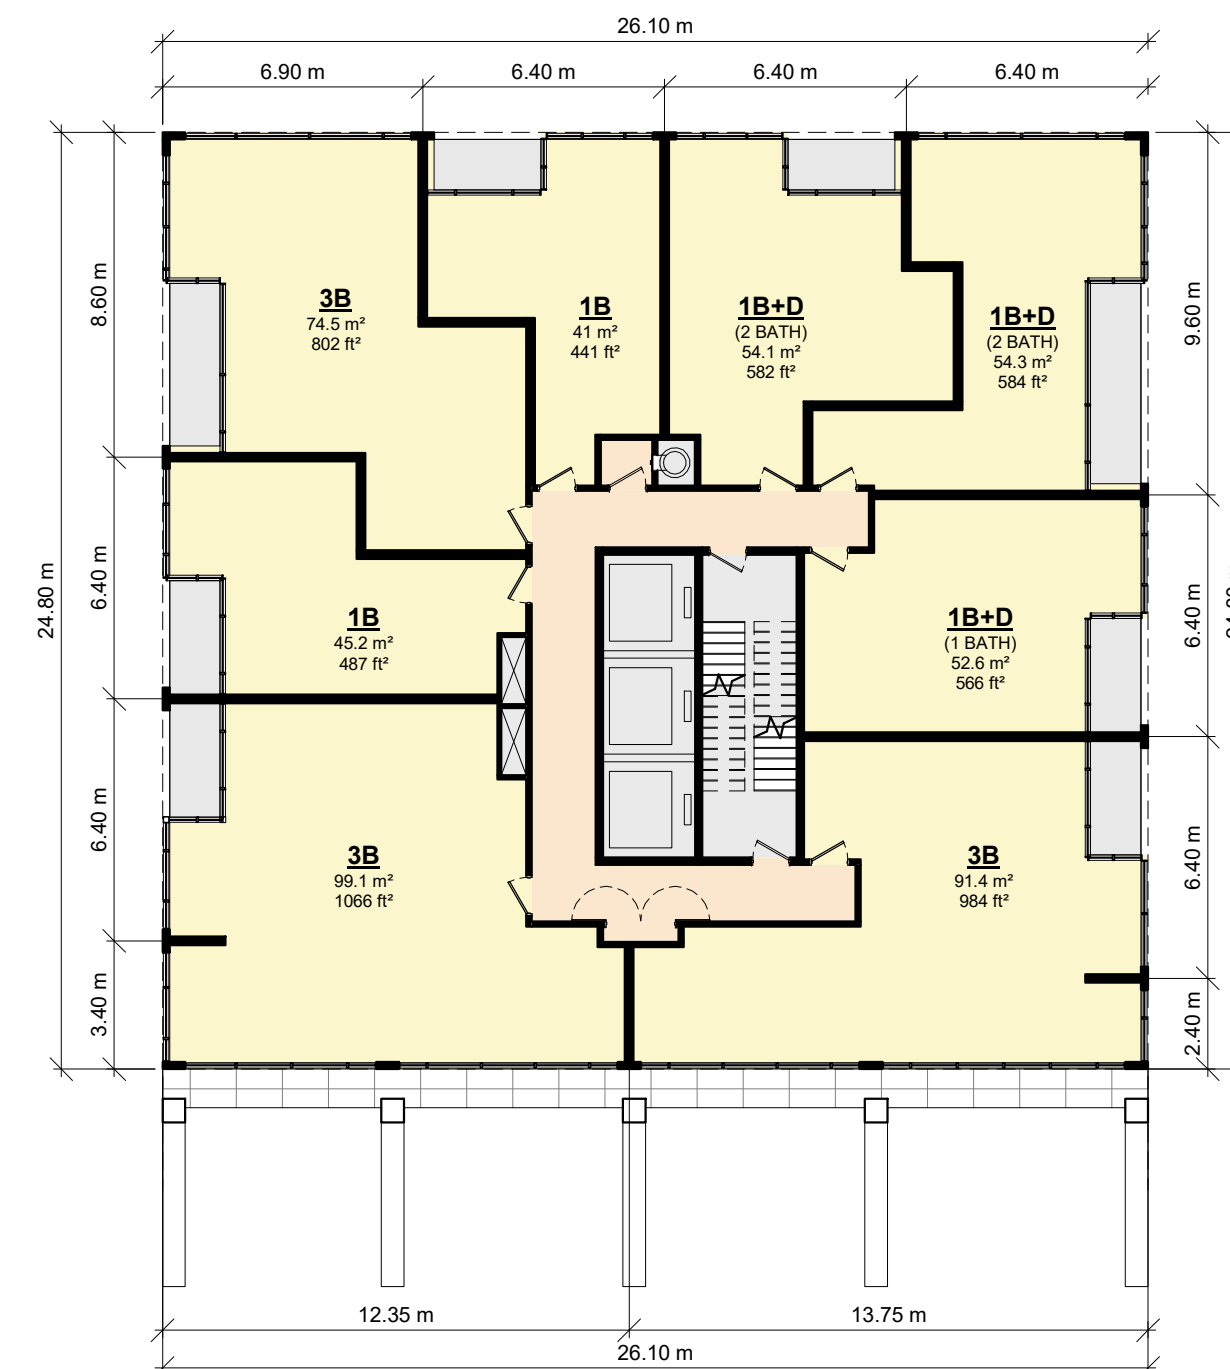 26.10 m
6.90 m
6.40 m
6.40 m
6.40 m
24.80 m
8.60 m
6.40 m
6.40 m
3.40 m
3B
74.5 m²
802 ft²
1B
41 m²
441 ft²
1B+D
(2 BATH)
54.1 m²
582 ft²
1B+D
(2 BATH)
54.3 m²
584 ft²
1B
45.2 m²
487 ft²
1B+D
(1 BATH)
52.6 m²
566 ft²
3B
99.1 m²
1066 ft²
3B
91.4 m²
984 ft²
9.60 m
6.40 m
6.40 m
2.40 m
12.35 m
13.75 m
26.10 m